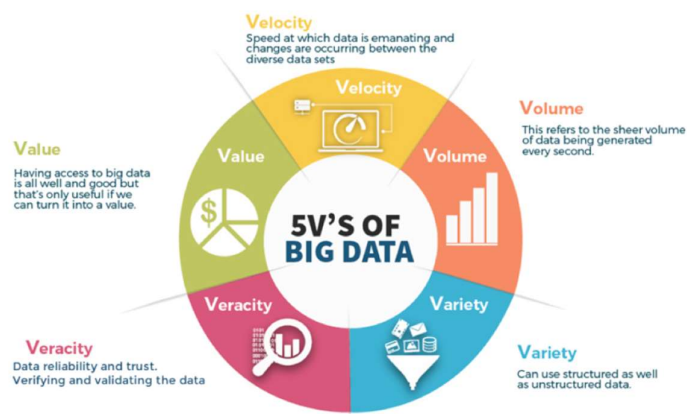 Velocity
Speed at which data is emanating and
changes are occurring between the
diverse data sets
Velocity
Volume
This refers to the sheer volume
of data being generated
every second.
Volume
Value
Having access to big data
is all well and good but
that's only useful if we
can turn it into a value.
Value
$
5V'S OF
BIG DATA
Veracity
Variety
Veracity
Data reliability and trust.
Verifying and validating the data
Variety
Can use structured as well
as unstructured data.